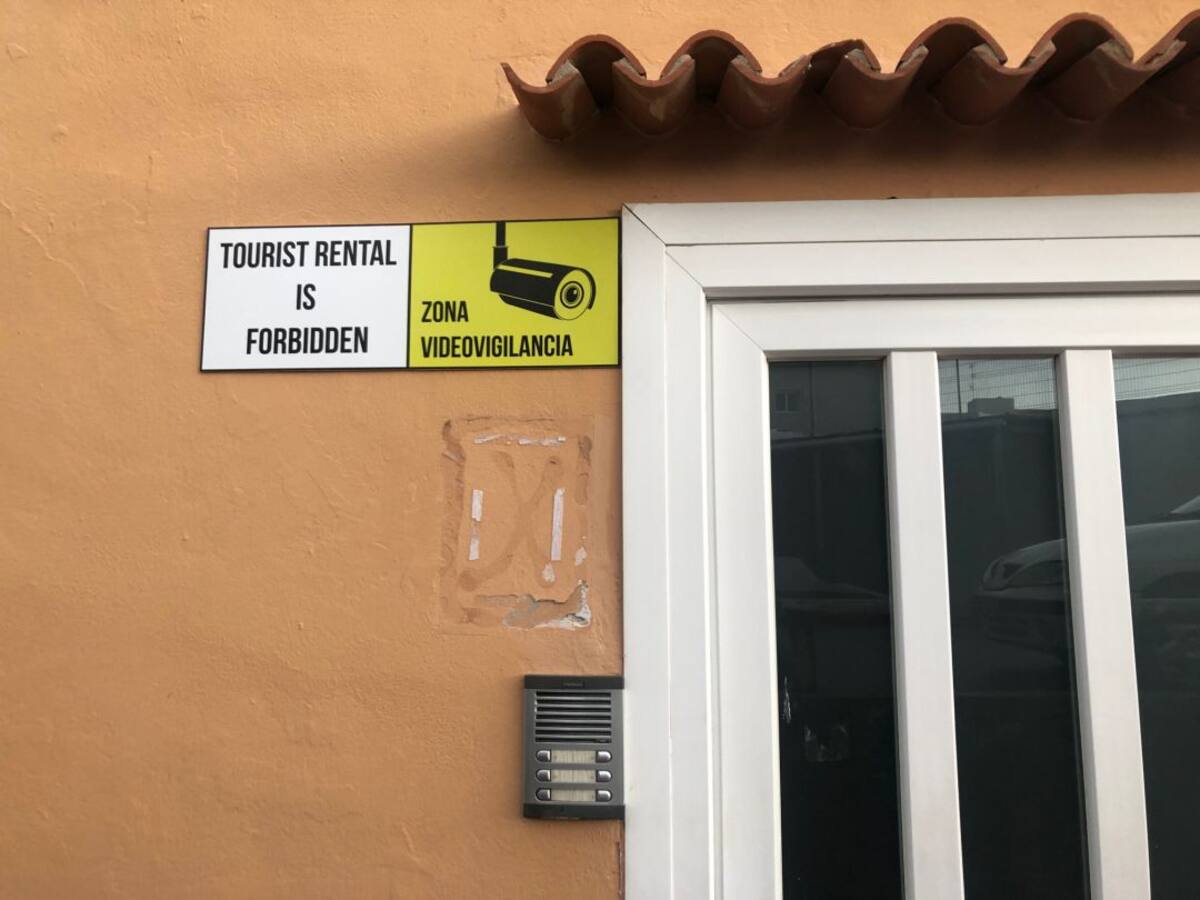 TOURIST RENTAL
IS
FORBIDDEN
ZONA
VIDEOVIGILANCIA